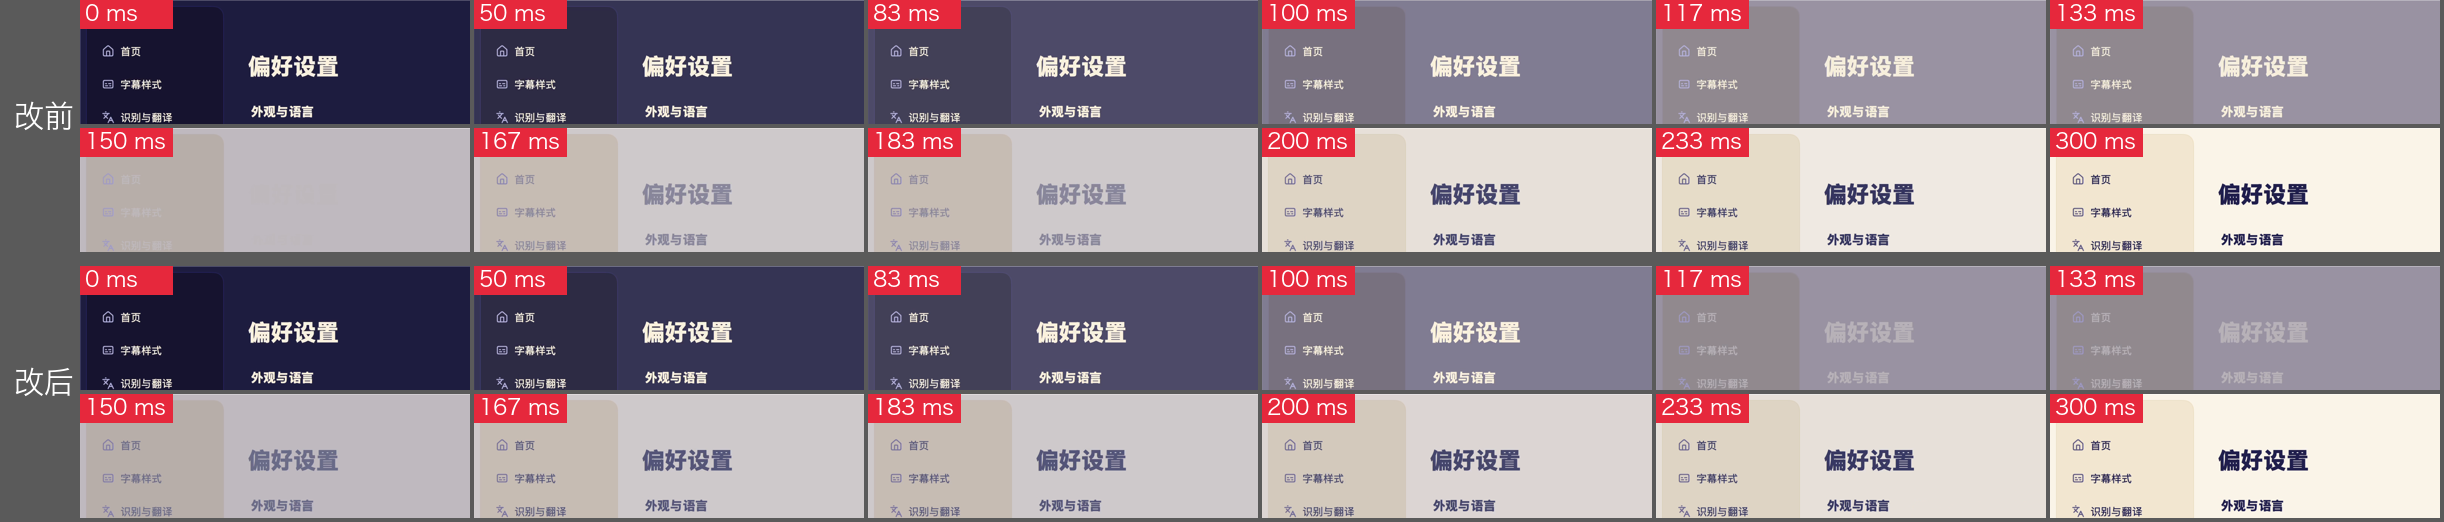 改前
0 ms
首页
字幕样式
识别与翻译
偏好设置
外观与语言
50 ms
首页
字幕样式
识别与翻译
偏好设置
外观与语言
83 ms
首页
字幕样式
识别与翻译
偏好设置
外观与语言
100 ms
首页
字幕样式
识别与翻译
偏好设置
外观与语言
117 ms
首页
字幕样式
识别与翻译
偏好设置
外观与语言
133 ms
首页
字幕样式
识别与翻译
偏好设置
外观与语言
150 ms
首页
字幕样式
识别与翻译
167 ms
首页
字幕样式
识别与翻译
偏好设置
外观与语言
183 ms
首页
字幕样式
识别与翻译
偏好设置
外观与语言
200 ms
首页
字幕样式
识别与翻译
偏好设置
外观与语言
233 ms
首页
字幕样式
识别与翻译
偏好设置
外观与语言
300 ms
首页
字幕样式
识别与翻译
偏好设置
外观与语言
改后
0 ms
首页
字幕样式
识别与翻译
偏好设置
外观与语言
50 ms
首页
字幕样式
识别与翻译
偏好设置
外观与语言
83 ms
首页
字幕样式
识别与翻译
偏好设置
外观与语言
100 ms
首页
字幕样式
识别与翻译
偏好设置
外观与语言
117 ms
首页
字幕样式
识别与翻译
偏好设置
外观与语言
133 ms
首页
字幕样式
识别与翻译
偏好设置
外观与语言
150 ms
首页
字幕样式
识别与翻译
偏好设置
外观与语言
167 ms
首页
字幕样式
识别与翻译
偏好设置
外观与语言
183 ms
首页
字幕样式
识别与翻译
偏好设置
外观与语言
200 ms
首页
字幕样式
识别与翻译
偏好设置
外观与语言
233 ms
首页
字幕样式
识别与翻译
偏好设置
外观与语言
300 ms
首页
字幕样式
识别与翻译
偏好设置
外观与语言